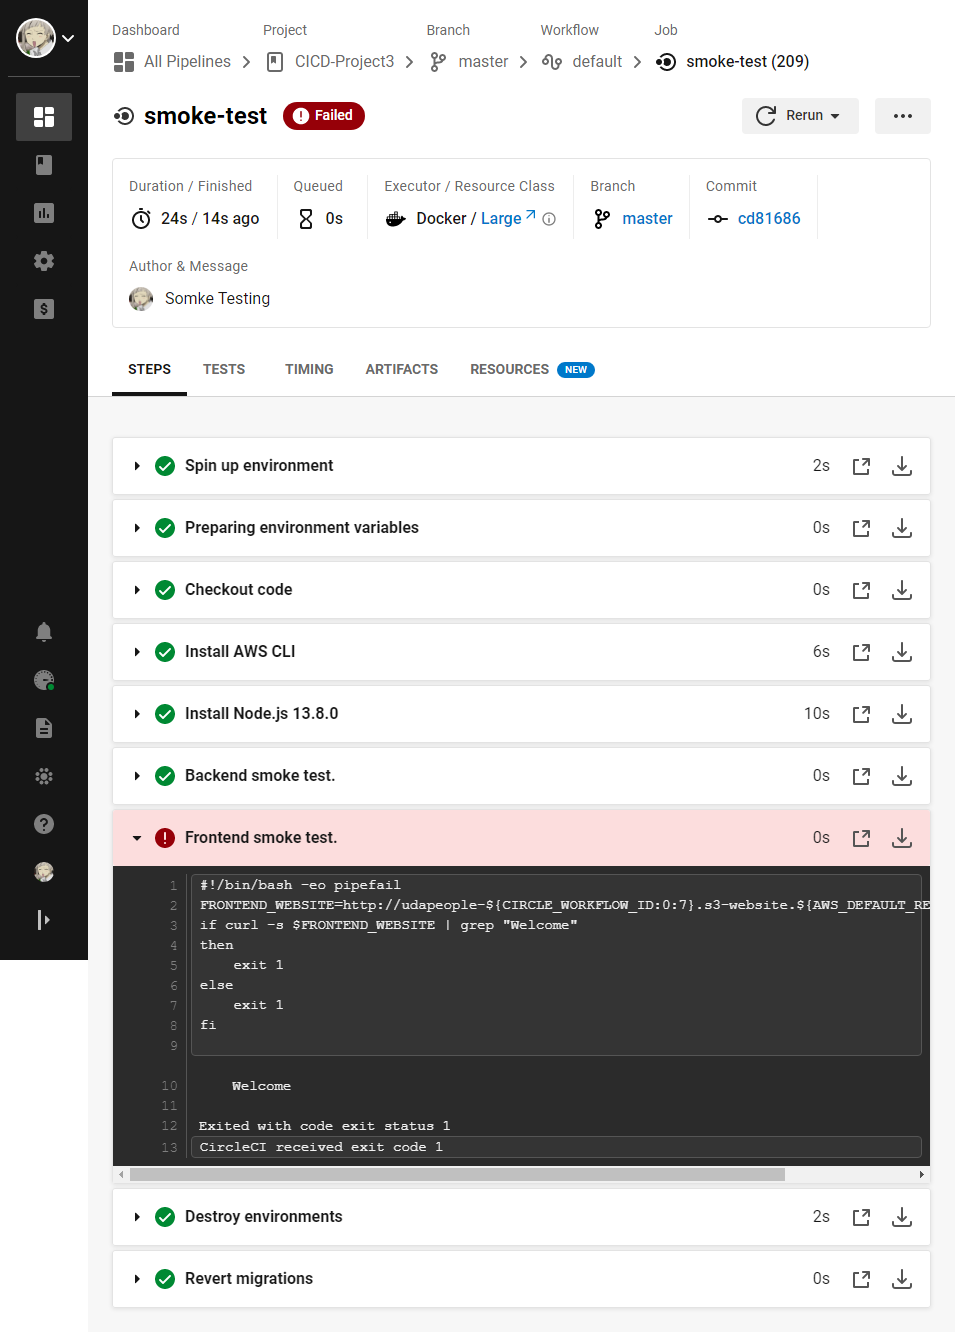 Dashboard Project Branch Workflow Job
All Pipelines CICD-Project3 master default smoke-test (209)
smoke-test Failed Rerun
Duration / Finished Queued Executor / Resource Class Branch Commit
24s / 14s ago 0s Docker / Large master cd81686
Author & Message
Somke Testing
STEPS TESTS TIMING ARTIFACTS RESOURCES NEW
Spin up environment 2s
Preparing environment variables 0s
Checkout code 0s
Install AWS CLI 6s
Install Node.js 13.8.0 10s
Backend smoke test. 0s
Frontend smoke test. 0s
1 #!/bin/bash -eo pipefail
2 FRONTEND_WEBSITE=http://udapeople-${CIRCLE_WORKFLOW_ID:0:7}.s3-website.${AWS_DEFAULT_RE
3 if curl -s $FRONTEND_WEBSITE | grep "Welcome"
4 then
5 exit 1
6 else
7 exit 1
8 fi
9
10 Welcome
11
12 Exited with code exit status 1
13 CircleCI received exit code 1
Destroy environments 2s
Revert migrations 0s